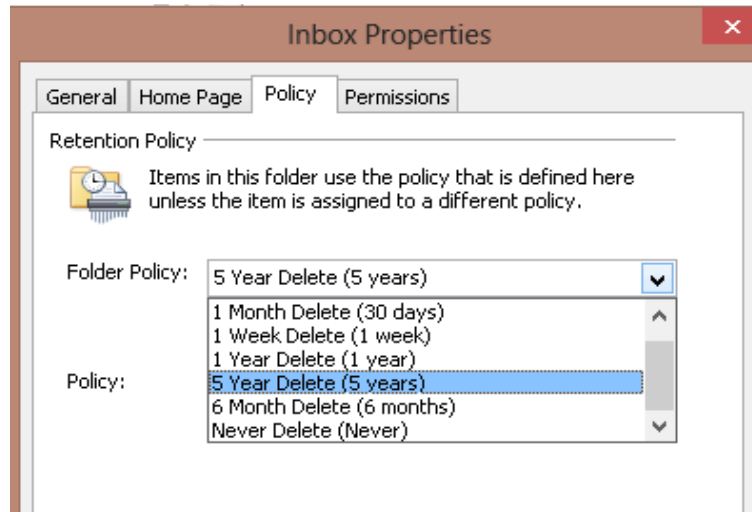 Inbox Properties
General Home Page Policy Permissions
Retention Policy
Items in this folder use the policy that is defined here
unless the item is assigned to a different policy.
Folder Policy: 5 Year Delete (5 years)
1 Month Delete (30 days)
1 Week Delete (1 week)
1 Year Delete (1 year)
Policy: 5 Year Delete (5 years)
6 Month Delete (6 months)
Never Delete (Never)